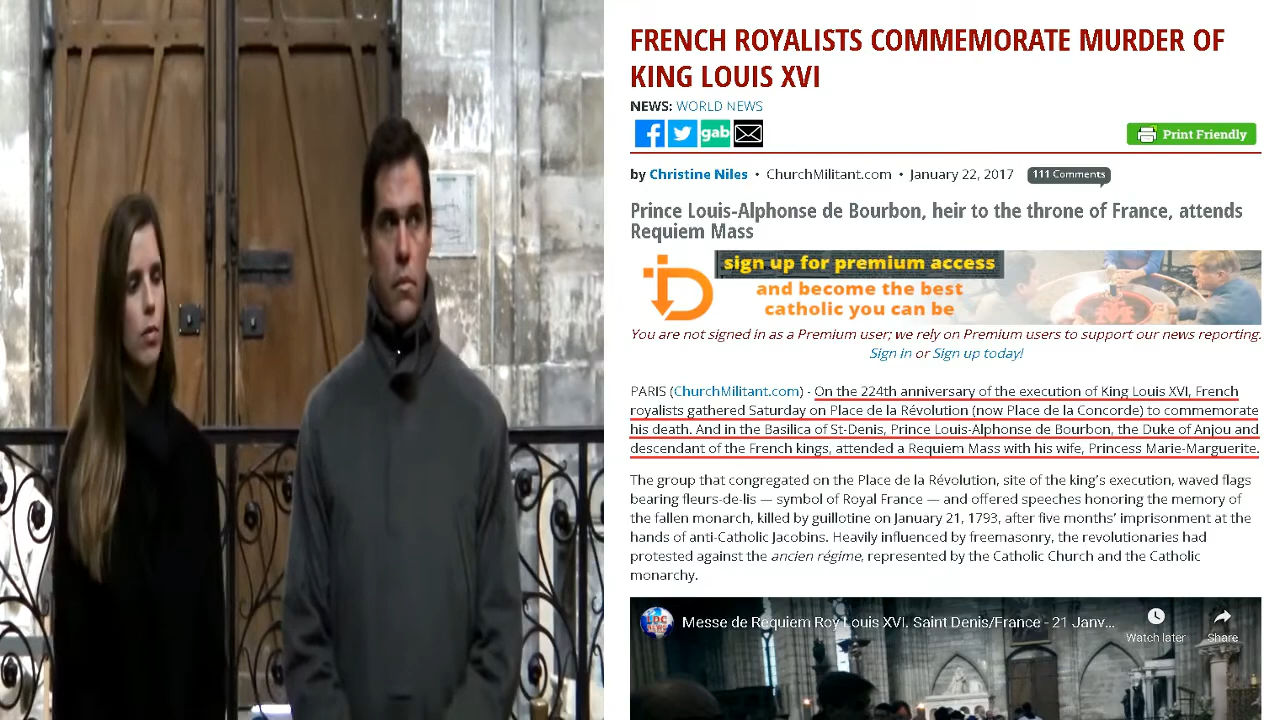 FRENCH ROYALISTS COMMEMORATE MURDER OF
KING LOUIS XVI
NEWS: WORLD NEWS
gab
Print Friendly
by Christine Niles • ChurchMilitant.com • January 22, 2017 111 Comments
Prince Louis-Alphonse de Bourbon, heir to the throne of France, attends
Requiem Mass
sign up for premium access
and become the best
catholic you can be
You are not signed in as a Premium user; we rely on Premium users to support our news reporting.
Sign in or Sign up today!
PARIS (ChurchMilitant.com) - On the 224th anniversary of the execution of King Louis XVI, French
royalists gathered Saturday on Place de la Révolution (now Place de la Concorde) to commemorate
his death. And in the Basilica of St-Denis, Prince Louis-Alphonse de Bourbon, the Duke of Anjou and
descendant of the French kings, attended a Requiem Mass with his wife, Princess Marie-Marguerite.
The group that congregated on the Place de la Révolution, site of the king's execution, waved flags
bearing fleurs-de-lis — symbol of Royal France — and offered speeches honoring the memory of
the fallen monarch, killed by guillotine on January 21, 1793, after five months' imprisonment at the
hands of anti-Catholic Jacobins. Heavily influenced by freemasonry, the revolutionaries had
protested against the ancien régime, represented by the Catholic Church and the Catholic
monarchy.
Messe de Requiem Roy Louis XVI. Saint Denis/France - 21 Janv...
Watch later
Share